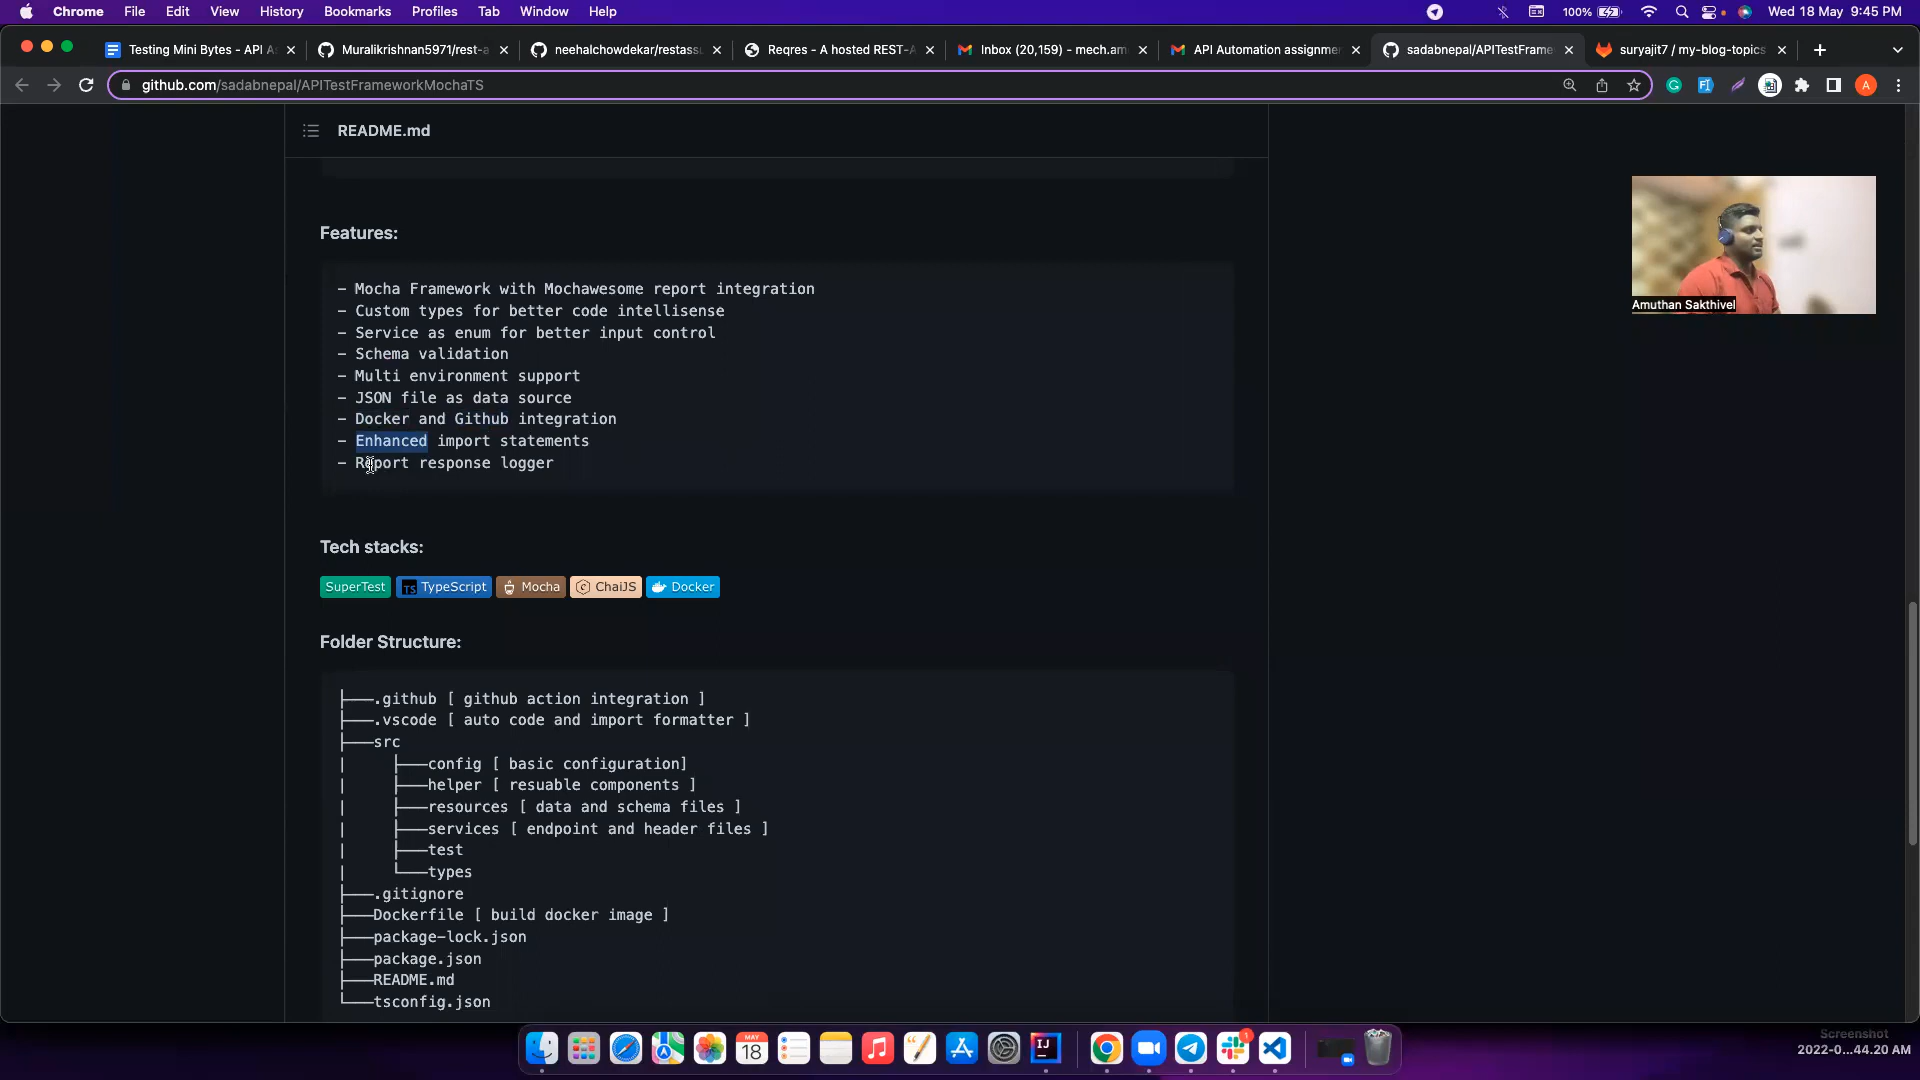 Chrome File Edit View History Bookmarks Profiles Tab Window Help 100% Wed 18 May 9:45 PM
Testing Mini Bytes - API A Muralikrishnan5971/rest-a neehalchowdekar/restassu Reqres - A hosted REST-A Inbox (20,159) - mech.am API Automation assignmen sadabnepal/APITestFrame suryajit7 / my-blog-topics
github.com/sadabnepal/APITestFrameworkMochaTS
A
README.md
Amuthan Sakthivel
Features:
- Mocha Framework with Mochawesome report integration
- Custom types for better code intellisense
- Service as enum for better input control
- Schema validation
- Multi environment support
- JSON file as data source
- Docker and Github integration
- Enhanced import statements
- Report response logger
Tech stacks:
SuperTest TS TypeScript Mocha ChaiJS Docker
Folder Structure:
├──.github [ github action integration ]
├──.vscode [ auto code and import formatter ]
├──src
|     ├──config [ basic configuration]
|     ├──helper [ resuable components ]
|     ├──resources [ data and schema files ]
|     ├──services [ endpoint and header files ]
|     ├──test
|     └──types
├──.gitignore
├──Dockerfile [ build docker image ]
├──package-lock.json
├──package.json
├──README.md
└──tsconfig.json
Screenshot
2022-0...44.20 AM
MAY
18
IJ
1